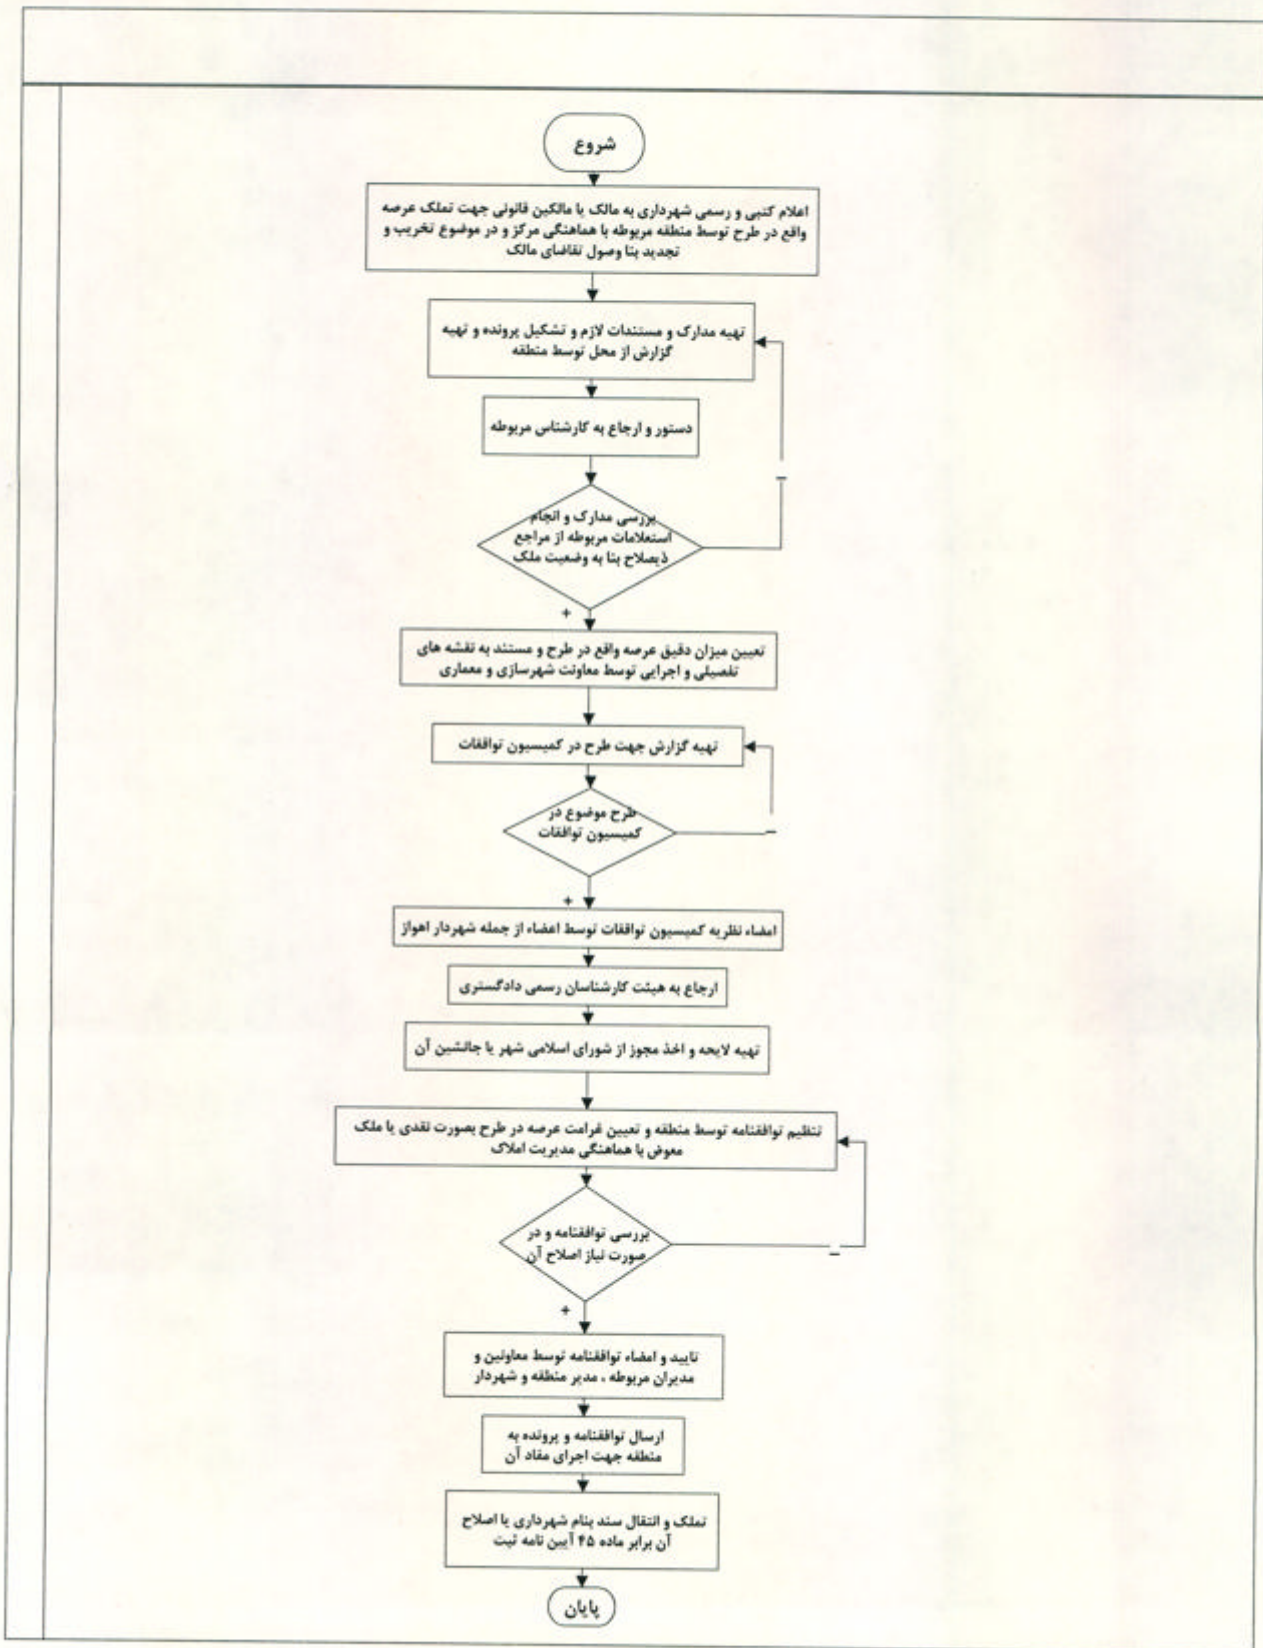 شروع
اعلام کتبی و رسمی شهرداری به مالک یا مالکین قانونی جهت تملک عرصه
واقع در طرح توسط منطقه مربوطه با هماهنگی مرکز و در موضوع تخریب و
تجدید بنا وصول تقاضای مالک
تهیه مدارک و مستندات لازم و تشکیل پرونده و تهیه
گزارش از محل توسط منطقه
دستور و ارجاع به کارشناس مربوطه
بررسی مدارک و انجام
استعلامات مربوطه از مراجع
ذیصلاح بنا به وضعیت ملک
–
+
تعیین میزان دقیق عرصه واقع در طرح و مستند به نقشه های
تفصیلی و اجرایی توسط معاونت شهرسازی و معماری
تهیه گزارش جهت طرح در کمیسیون توافقات
طرح موضوع در
کمیسیون توافقات
–
+
امضاء نظریه کمیسیون توافقات توسط اعضاء از جمله شهردار اهواز
ارجاع به هیئت کارشناسان رسمی دادگستری
تهیه لایحه و اخذ مجوز از شورای اسلامی شهر یا جانشین آن
تنظیم توافقنامه توسط منطقه و تعیین غرامت عرصه در طرح بصورت نقدی یا ملک
معوض با هماهنگی مدیریت املاک
بررسی توافقنامه و در
صورت نیاز اصلاح آن
–
+
تایید و امضاء توافقنامه توسط معاونین و
مدیران مربوطه ، مدیر منطقه و شهردار
ارسال توافقنامه و پرونده به
منطقه جهت اجرای مفاد آن
تملک و انتقال سند بنام شهرداری یا اصلاح
آن برابر ماده ۴۵ آیین نامه ثبت
پایان